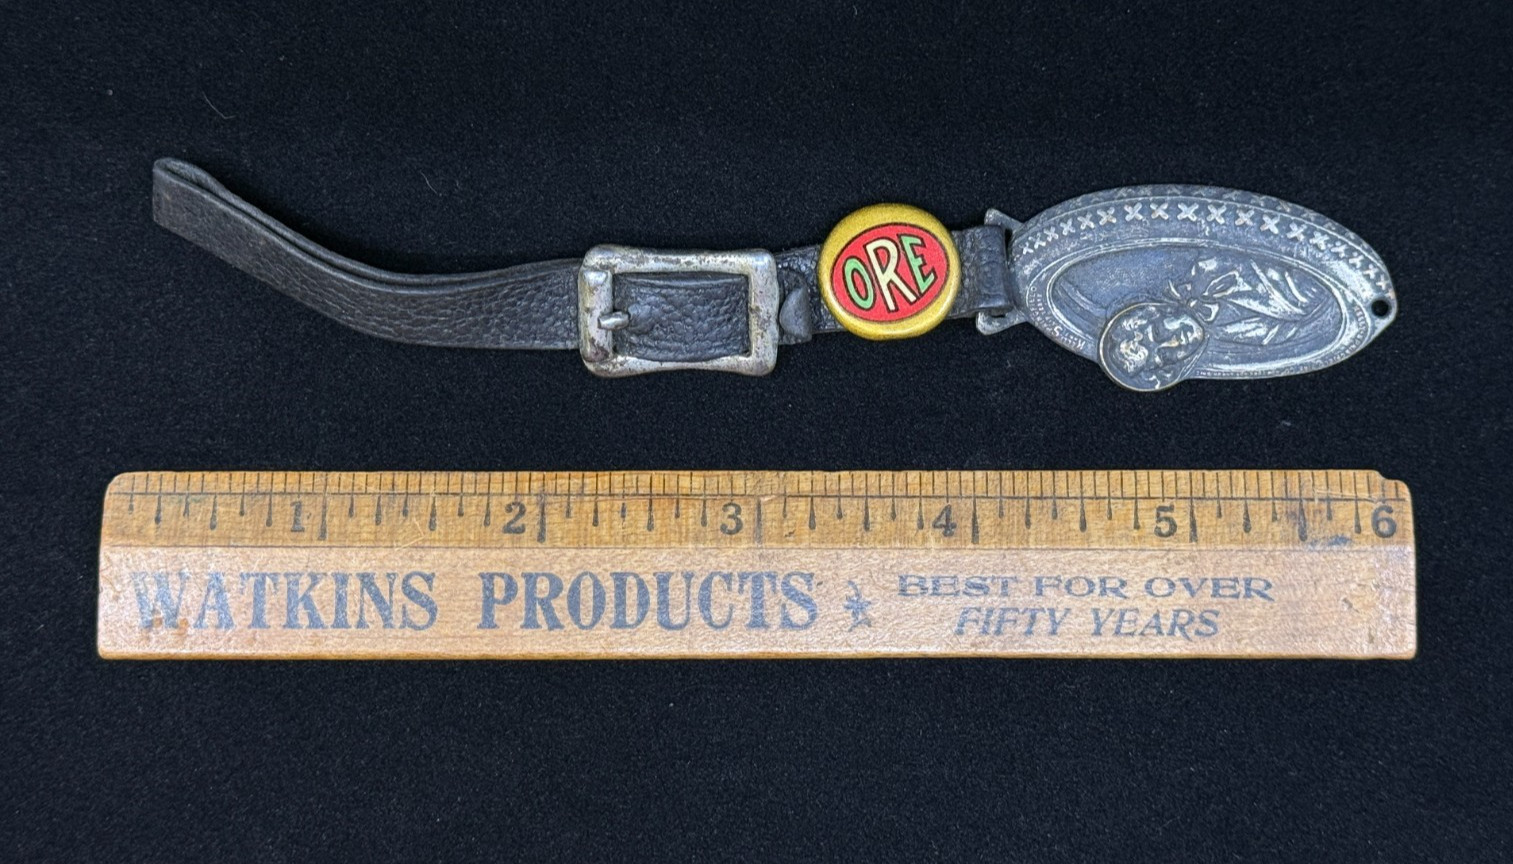 ORE
1 2 3 4 5 6
WATKINS PRODUCTS
BEST FOR OVER
FIFTY YEARS